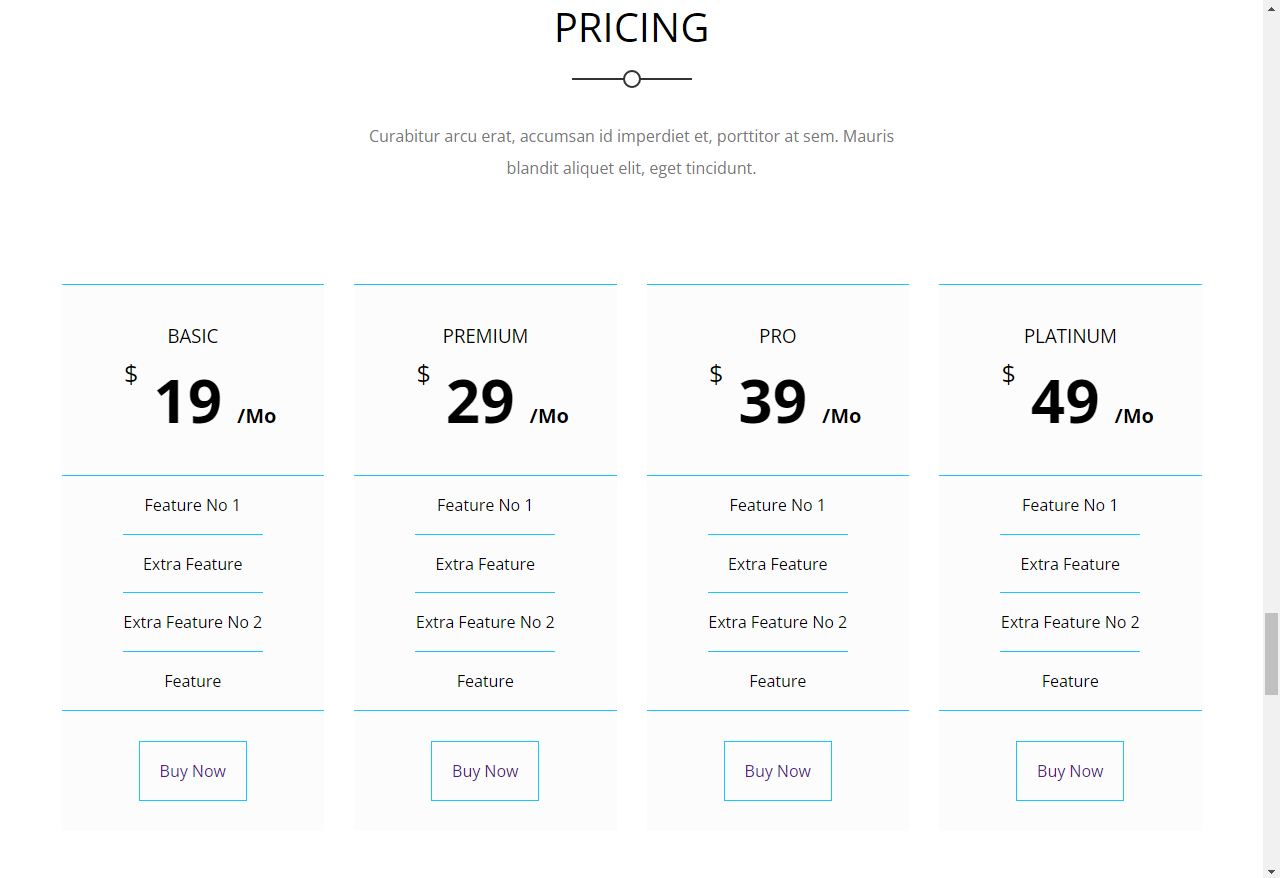 PRICING
Curabitur arcu erat, accumsan id imperdiet et, porttitor at sem. Mauris
blandit aliquet elit, eget tincidunt.
BASIC
$ 19 /Mo
Feature No 1
Extra Feature
Extra Feature No 2
Feature
Buy Now
PREMIUM
$ 29 /Mo
Feature No 1
Extra Feature
Extra Feature No 2
Feature
Buy Now
PRO
$ 39 /Mo
Feature No 1
Extra Feature
Extra Feature No 2
Feature
Buy Now
PLATINUM
$ 49 /Mo
Feature No 1
Extra Feature
Extra Feature No 2
Feature
Buy Now